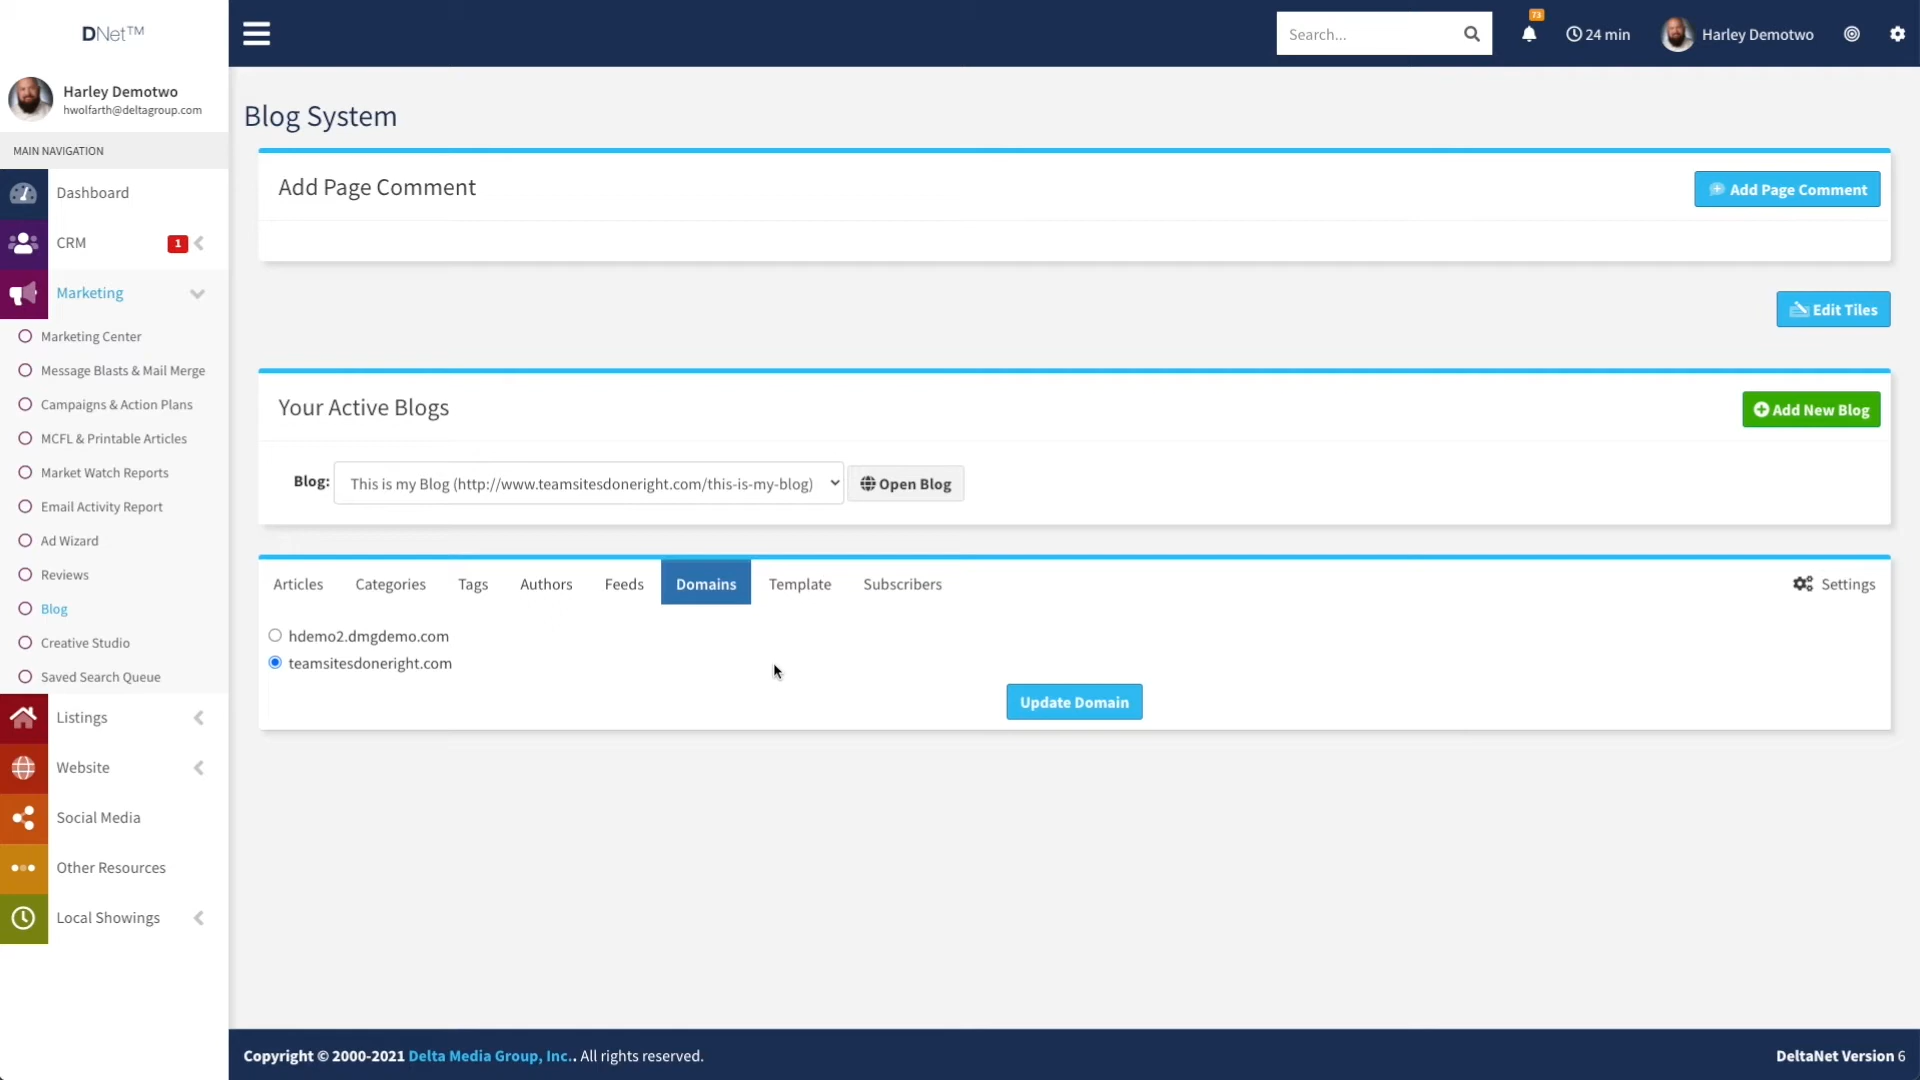 DNet™
Search...
73
24 min
Harley Demotwo
Harley Demotwo
hwolfarth@deltagroup.com
MAIN NAVIGATION
Dashboard
CRM
1
Marketing
Marketing Center
Message Blasts & Mail Merge
Campaigns & Action Plans
MCFL & Printable Articles
Market Watch Reports
Email Activity Report
Ad Wizard
Reviews
Blog
Creative Studio
Saved Search Queue
Listings
Website
Social Media
Other Resources
Local Showings
Blog System
Add Page Comment
Add Page Comment
Edit Tiles
Your Active Blogs
Add New Blog
Blog: This is my Blog (http://www.teamsitesdoneright.com/this-is-my-blog) Open Blog
Articles Categories Tags Authors Feeds Domains Template Subscribers Settings
hdemo2.dmgdemo.com
teamsitesdoneright.com
Update Domain
Copyright © 2000-2021 Delta Media Group, Inc.. All rights reserved.
DeltaNet Version 6